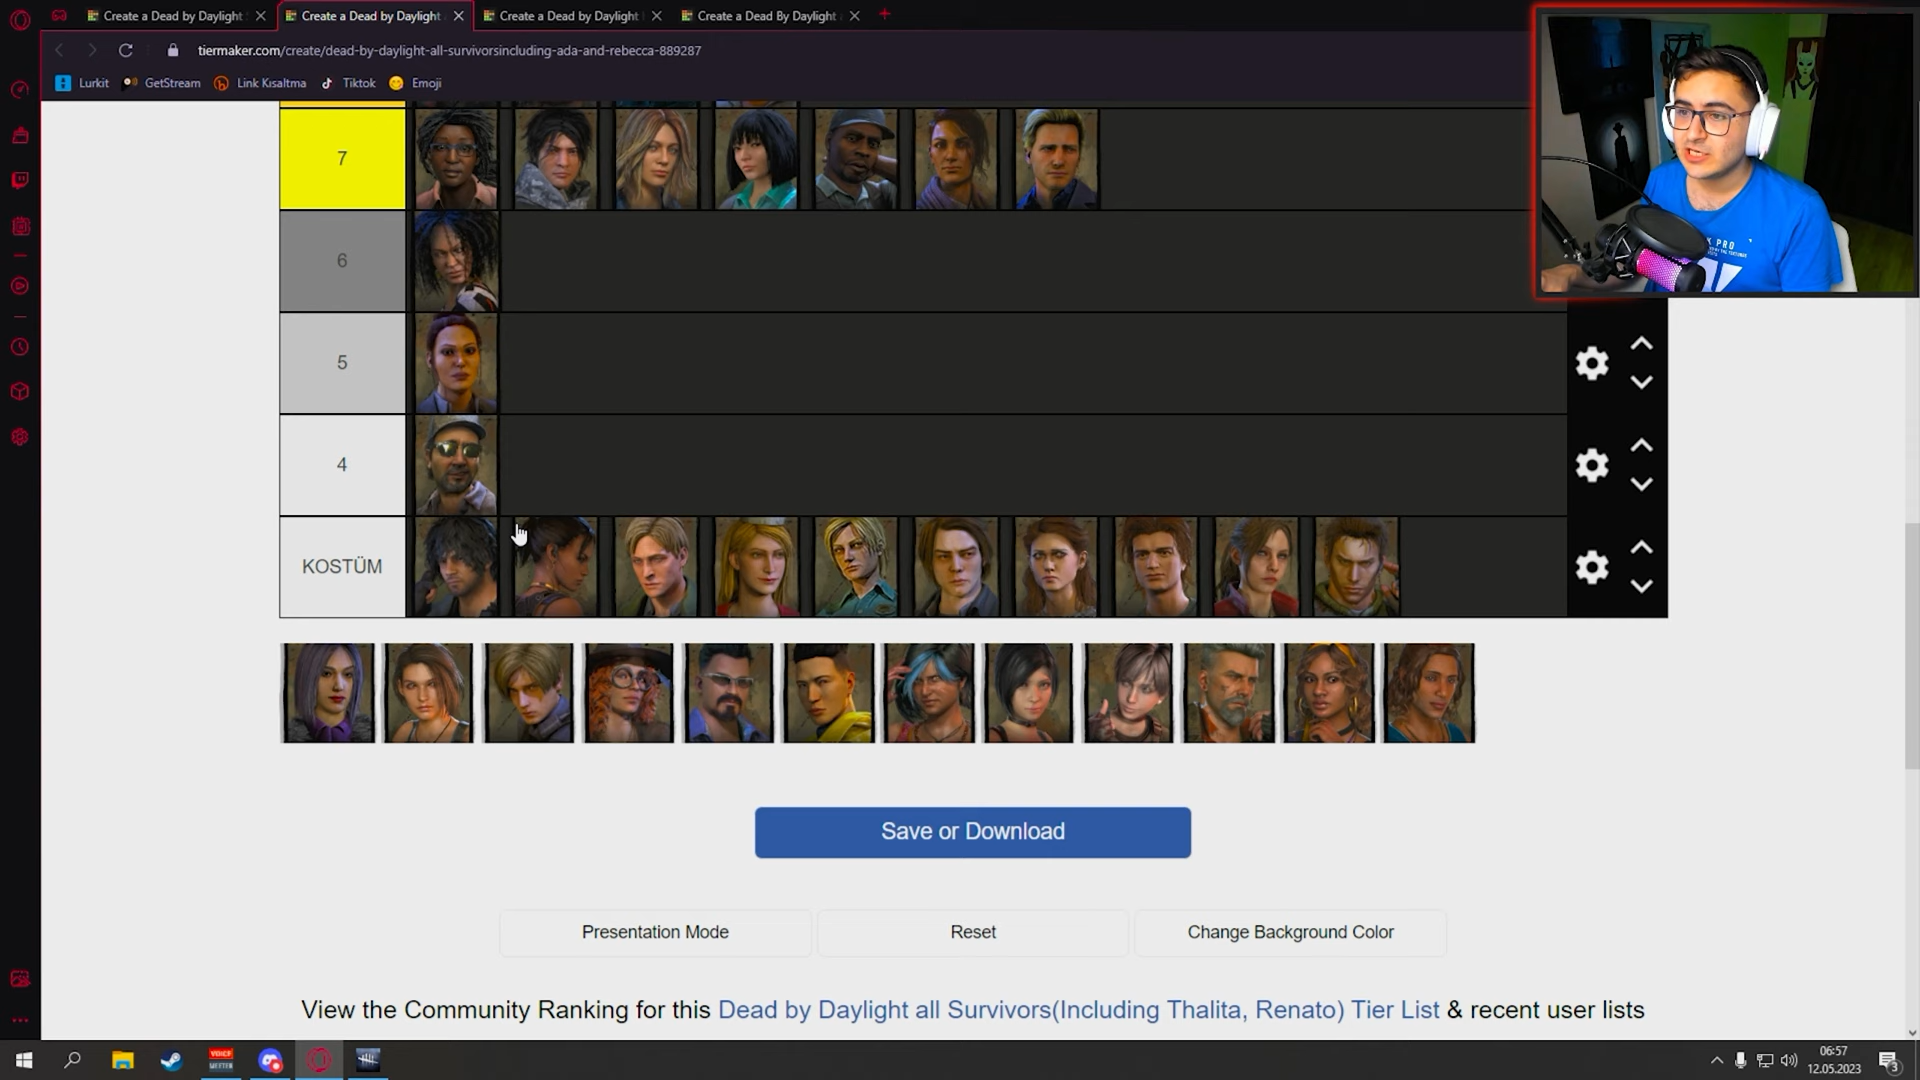 Create a Dead by Daylight
Create a Dead by Daylight
Create a Dead by Daylight
Create a Dead By Daylight
tiermaker.com/create/dead-by-daylight-all-survivorsincluding-ada-and-rebecca-889287
Lurkit
GetStream
Link Kısaltma
Tiktok
Emoji
7
6
5
4
KOSTÜM
Save or Download
Presentation Mode
Reset
Change Background Color
View the Community Ranking for this Dead by Daylight all Survivors(Including Thalita, Renato) Tier List & recent user lists
VOICE
MEETER
06:57
12.05.2023
3